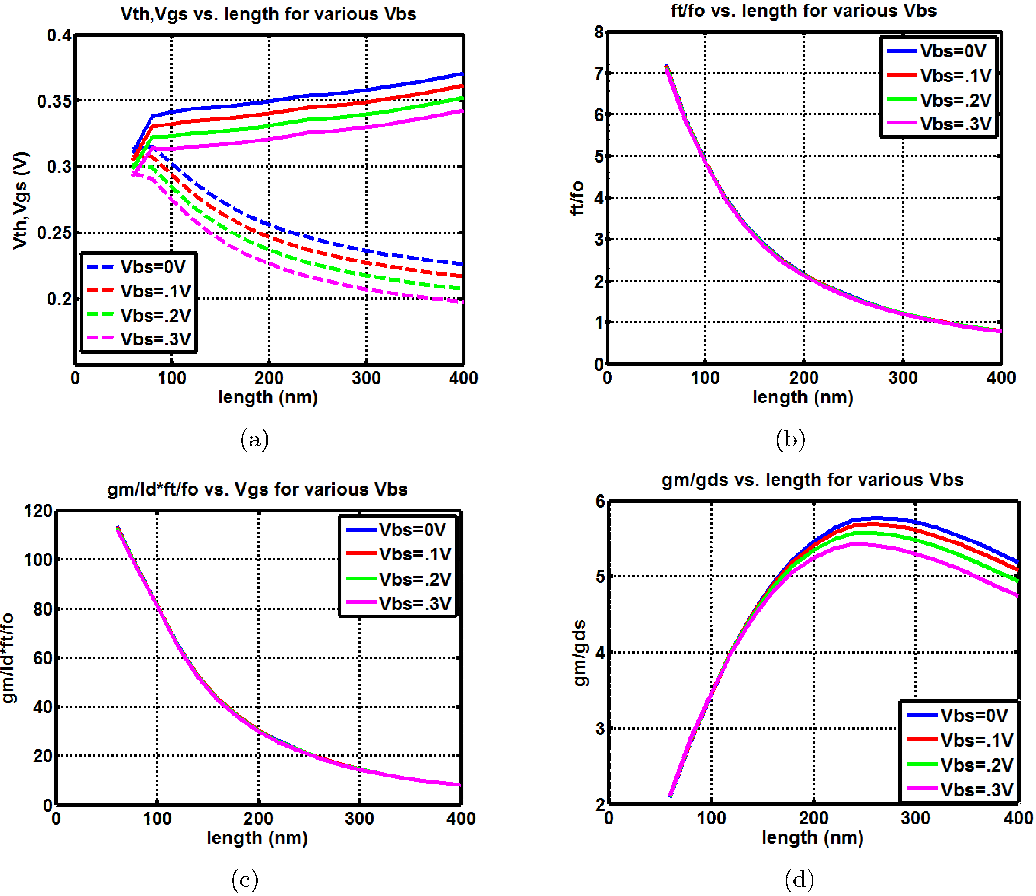 Vth,Vgs vs. length for various Vbs
0.4
0.35
0.3
0.25
0.2
Vth,Vgs (V)
Vbs=0V
Vbs=.1V
Vbs=.2V
Vbs=.3V
0 100 200 300 400
length (nm)
(a)
ft/fo vs. length for various Vbs
8
7
6
5
4
3
2
1
0
ft/fo
Vbs=0V
Vbs=.1V
Vbs=.2V
Vbs=.3V
100 200 300 400
length (nm)
(b)
gm/Id*ft/fo vs. Vgs for various Vbs
120
100
80
60
40
20
0
gm/Id*ft/fo
Vbs=0V
Vbs=.1V
Vbs=.2V
Vbs=.3V
0 100 200 300 400
length (nm)
(c)
gm/gds vs. length for various Vbs
6
5
4
3
2
gm/gds
Vbs=0V
Vbs=.1V
Vbs=.2V
Vbs=.3V
0 100 200 300 400
length (nm)
(d)